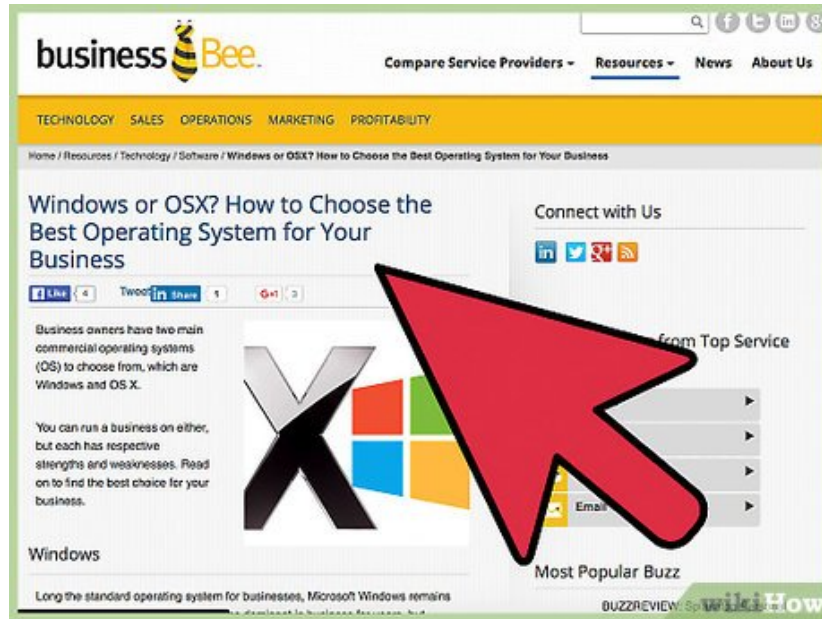 business Bee.
Compare Service Providers Resources News About Us
TECHNOLOGY SALES OPERATIONS MARKETING PROFITABILITY
Home / Resources / Technology / Software / Windows or OSX? How to Choose the Best Operating System for Your Business
Windows or OSX? How to Choose the
Best Operating System for Your
Business
Like 4 Tweet in Share 1 G+1 3
Business owners have two main
commercial operating systems
(OS) to choose from, which are
Windows and OS X.
You can run a business on either,
but each has respective
strengths and weaknesses. Read
on to find the best choice for your
business.
Windows
Long the standard operating system for businesses, Microsoft Windows remains
Connect with Us
from Top Service
Email
Most Popular Buzz
BUZZREVIEW:
wikiHow